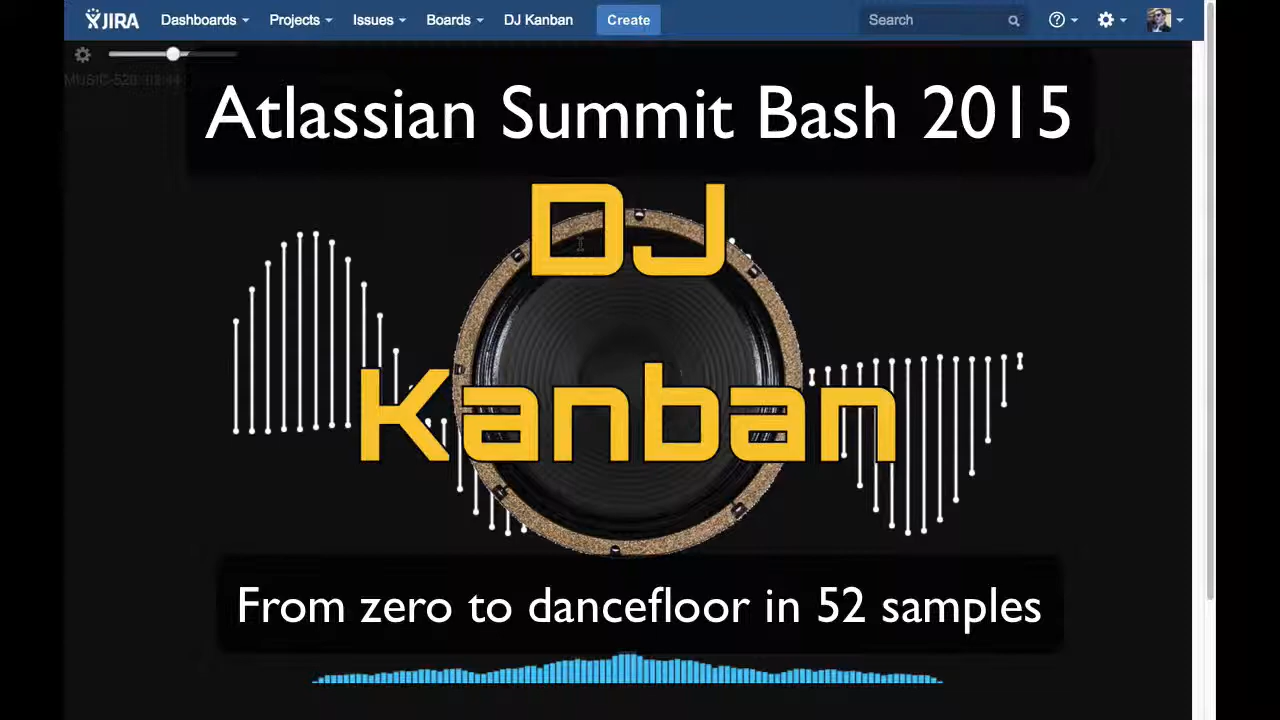 JIRA Dashboards Projects Issues Boards DJ Kanban Create Search
Atlassian Summit Bash 2015
DJ
Kanban
From zero to dancefloor in 52 samples